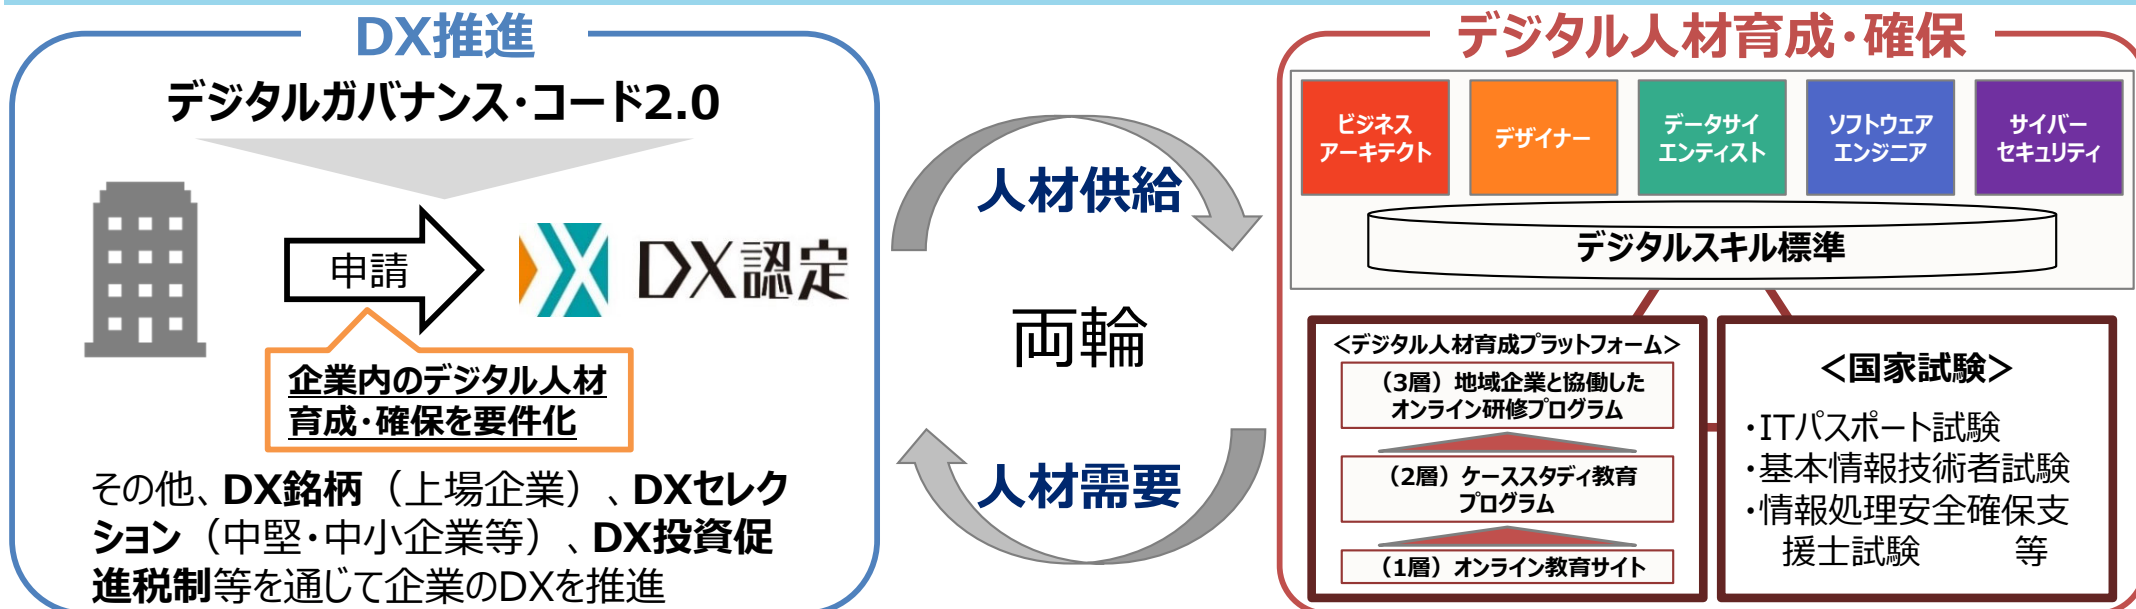 DX推進
デジタルガバナンス・コード2.0
申請
DX認定
企業内のデジタル人材
育成・確保を要件化
その他、DX銘柄（上場企業）、DXセレク
ション（中堅・中小企業等）、DX投資促
進税制等を通じて企業のDXを推進
人材供給
両輪
人材需要
デジタル人材育成・確保
ビジネス
アーキテクト
デザイナー
データサイ
エンティスト
ソフトウェア
エンジニア
サイバー
セキュリティ
デジタルスキル標準
＜デジタル人材育成プラットフォーム＞
（3層）地域企業と協働した
オンライン研修プログラム
（2層）ケーススタディ教育
プログラム
（1層）オンライン教育サイト
＜国家試験＞
・ITパスポート試験
・基本情報技術者試験
・情報処理安全確保支
援士試験　　　等